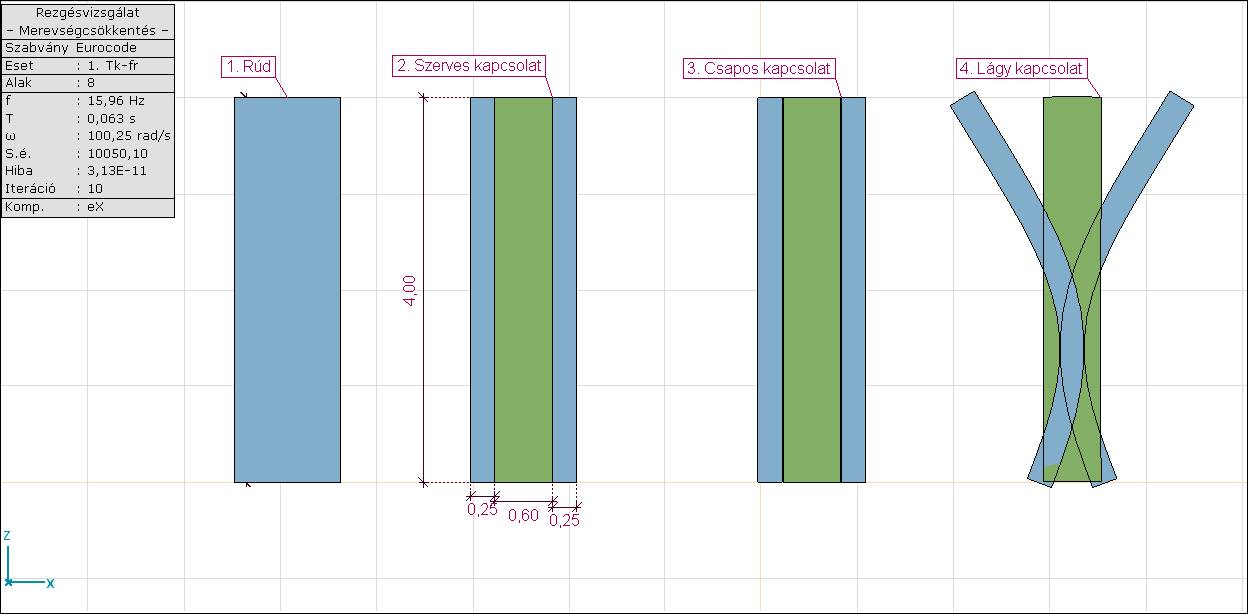 Rezgésvizsgálat
- Merevségcsökkentés -
Szabvány Eurocode
Eset : 1. Tk-fr
Alak : 8
f : 15,96 Hz
T : 0,063 s
ω : 100,25 rad/s
S.é. : 10050,10
Hiba : 3,13E-11
Iteráció : 10
Komp. : eX
1. Rúd
2. Szerves kapcsolat
3. Csapos kapcsolat
4. Lágy kapcsolat
4,00
0,25
0,60
0,25
Z
X